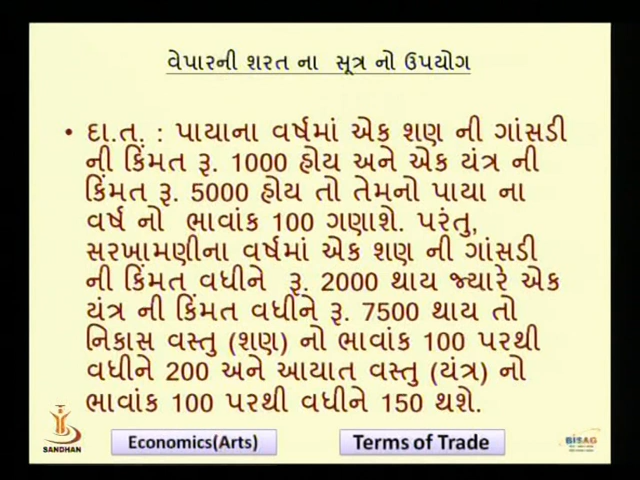 વેપારની શરત ના સૂત્ર નો ઉપયોગ
• દા.ત. : પાયાના વર્ષમાં એક શણ ની ગાંસડી
ની કિંમત રૂ. 1000 હોય અને એક યંત્ર ની
કિંમત રૂ. 5000 હોય તો તેમનો પાયા ના
વર્ષ નો ભાવાંક 100 ગણાશે. પરંતુ,
સરખામણીના વર્ષમાં એક શણ ની ગાંસડી
ની કિંમત વધીને રૂ. 2000 થાય જ્યારે એક
યંત્ર ની કિંમત વધીને રૂ. 7500 થાય તો
નિકાસ વસ્તુ (શણ) નો ભાવાંક 100 પરથી
વધીને 200 અને આયાત વસ્તુ (યંત્ર) નો
ભાવાંક 100 પરથી વધીને 150 થશે.
SANDHAN
Economics(Arts)
Terms of Trade
BISAG